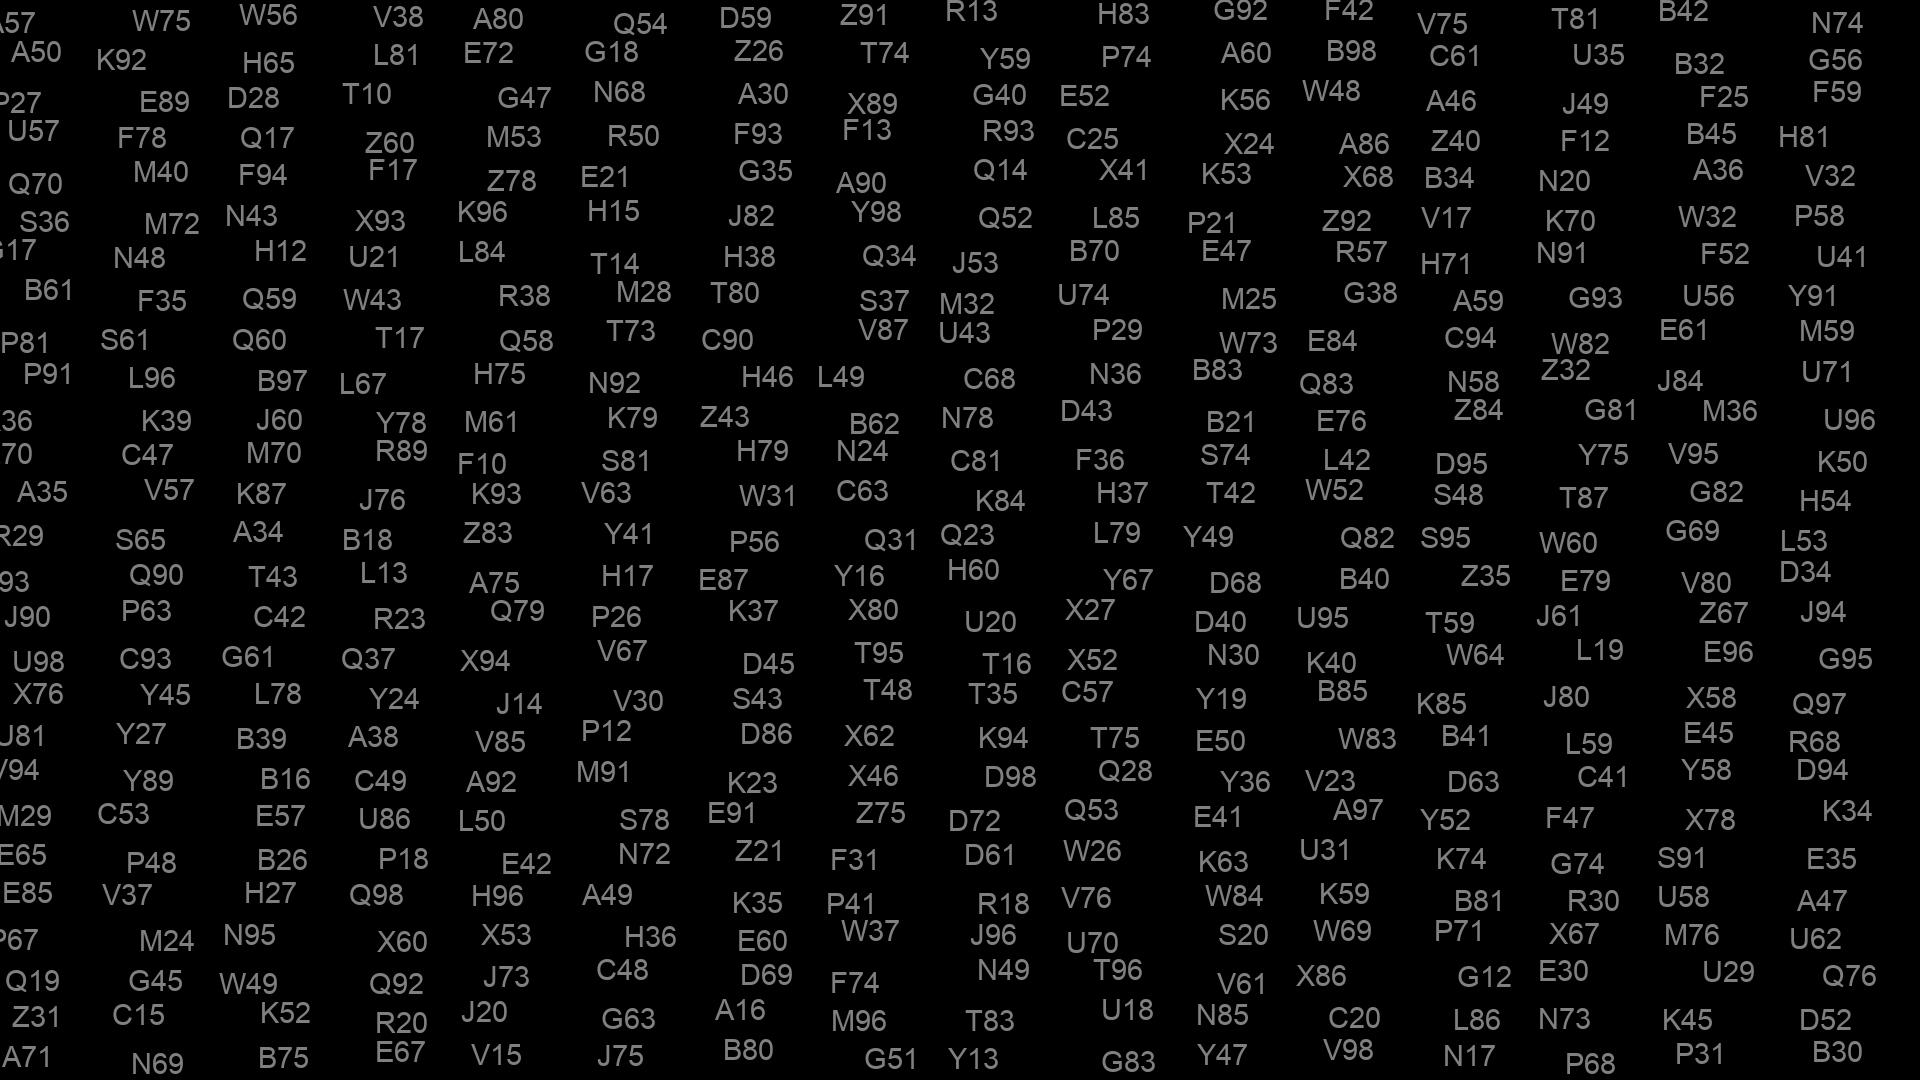 A57 W75 W56 V38 A80 Q54 D59 Z91 R13 H83 G92 F42 V75 T81 B42 N74
A50 K92 H65 L81 E72 G18 Z26 T74 Y59 P74 A60 B98 C61 U35 B32 G56
P27 E89 D28 T10 G47 N68 A30 X89 G40 E52 K56 W48 A46 J49 F25 F59
U57 F78 Q17 Z60 M53 R50 F93 F13 R93 C25 X24 A86 Z40 F12 B45 H81
Q70 M40 F94 F17 Z78 E21 G35 A90 Q14 X41 K53 X68 B34 N20 A36 V32
S36 M72 N43 X93 K96 H15 J82 Y98 Q52 L85 P21 Z92 V17 K70 W32 P58
G17 N48 H12 U21 L84 T14 H38 Q34 J53 B70 E47 R57 H71 N91 F52 U41
B61 F35 Q59 W43 R38 M28 T80 S37 M32 U74 M25 G38 A59 G93 U56 Y91
P81 S61 Q60 T17 Q58 T73 C90 V87 U43 P29 W73 E84 C94 W82 E61 M59
P91 L96 B97 L67 H75 N92 H46 L49 C68 N36 B83 Q83 N58 Z32 J84 U71
36 K39 J60 Y78 M61 K79 Z43 B62 N78 D43 B21 E76 Z84 G81 M36 U96
70 C47 M70 R89 F10 S81 H79 N24 C81 F36 S74 L42 D95 Y75 V95 K50
A35 V57 K87 J76 K93 V63 W31 C63 K84 H37 T42 W52 S48 T87 G82 H54
R29 S65 A34 B18 Z83 Y41 P56 Q31 Q23 L79 Y49 Q82 S95 W60 G69 L53
93 Q90 T43 L13 A75 H17 E87 Y16 H60 Y67 D68 B40 Z35 E79 V80 D34
J90 P63 C42 R23 Q79 P26 K37 X80 U20 X27 D40 U95 T59 J61 Z67 J94
U98 C93 G61 Q37 X94 V67 D45 T95 T16 X52 N30 K40 W64 L19 E96 G95
X76 Y45 L78 Y24 J14 V30 S43 T48 T35 C57 Y19 B85 K85 J80 X58 Q97
U81 Y27 B39 A38 V85 P12 D86 X62 K94 T75 E50 W83 B41 L59 E45 R68
V94 Y89 B16 C49 A92 M91 K23 X46 D98 Q28 Y36 V23 D63 C41 Y58 D94
M29 C53 E57 U86 L50 S78 E91 Z75 D72 Q53 E41 A97 Y52 F47 X78 K34
E65 P48 B26 P18 E42 N72 Z21 F31 D61 W26 K63 U31 K74 G74 S91 E35
E85 V37 H27 Q98 H96 A49 K35 P41 R18 V76 W84 K59 B81 R30 U58 A47
P67 M24 N95 X60 X53 H36 E60 W37 J96 U70 S20 W69 P71 X67 M76 U62
Q19 G45 W49 Q92 J73 C48 D69 F74 N49 T96 V61 X86 G12 E30 U29 Q76
Z31 C15 K52 R20 J20 G63 A16 M96 T83 U18 N85 C20 L86 N73 K45 D52
A71 N69 B75 E67 V15 J75 B80 G51 Y13 G83 Y47 V98 N17 P68 P31 B30